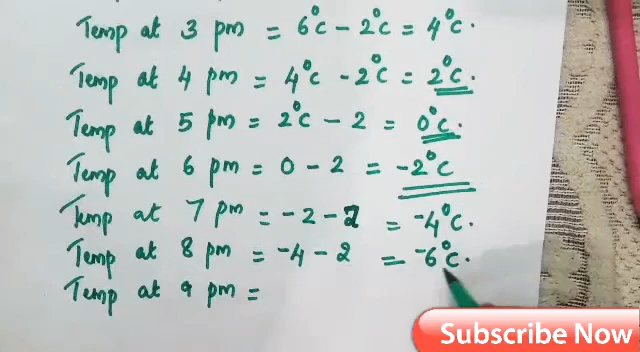 Temp at 3 pm = 6°C - 2°C = 4°C.
Temp at 4 pm = 4°C - 2°C = 2°C.
Temp at 5 pm = 2°C - 2 = 0°C.
Temp at 6 pm = 0 - 2 = -2°C
Temp at 7 pm = -2 - 2 = -4°C.
Temp at 8 pm = -4 - 2 = -6°C.
Temp at 9 pm =
Subscribe Now